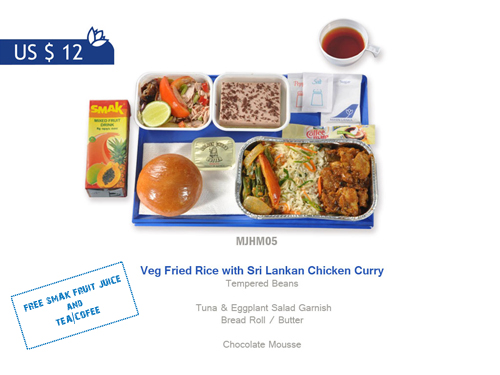 US $ 12
SMAK
MIXED FRUIT
DRINK
MJHM05
Veg Fried Rice with Sri Lankan Chicken Curry
Tempered Beans
FREE SMAK FRUIT JUICE
AND
TEA/COFEE
Tuna & Eggplant Salad Garnish
Bread Roll / Butter
Chocolate Mousse